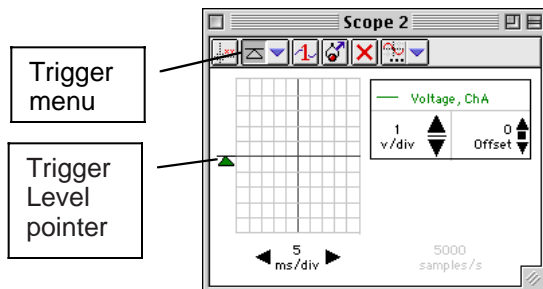 Scope 2
Trigger
menu
Trigger
Level
pointer
Voltage, ChA
1
v/div
0
Offset
5
ms/div
5000
samples/s